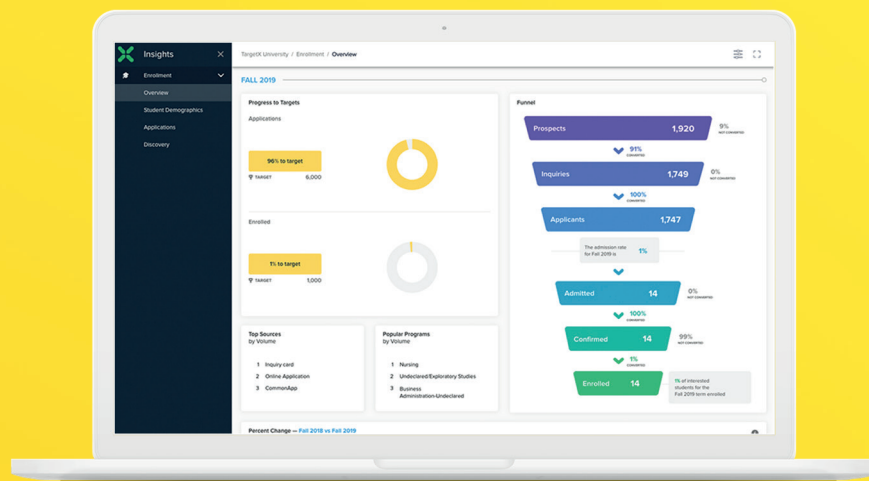 Insights
Enrollment
Overview
Student Demographics
Applications
Discovery
TargetX University / Enrollment / Overview
FALL 2019
Progress to Targets
Applications
96% to target
TARGET 6,000
Enrolled
1% to target
TARGET 1,000
Top Sources
by Volume
1 Inquiry card
2 Online Application
3 CommonApp
Popular Programs
by Volume
1 Nursing
2 Undeclared/Exploratory Studies
3 Business
Administration-Undeclared
Funnel
Prospects 1,920
9%
NOT CONVERTED
91%
CONVERTED
Inquiries 1,749
0%
NOT CONVERTED
100%
CONVERTED
Applicants 1,747
The admission rate
for Fall 2019 is
1%
Admitted 14
0%
NOT CONVERTED
100%
CONVERTED
Confirmed 14
99%
NOT CONVERTED
1%
CONVERTED
Enrolled 14
1% of interested
students for the
Fall 2019 term enrolled
Percent Change — Fall 2018 vs Fall 2019